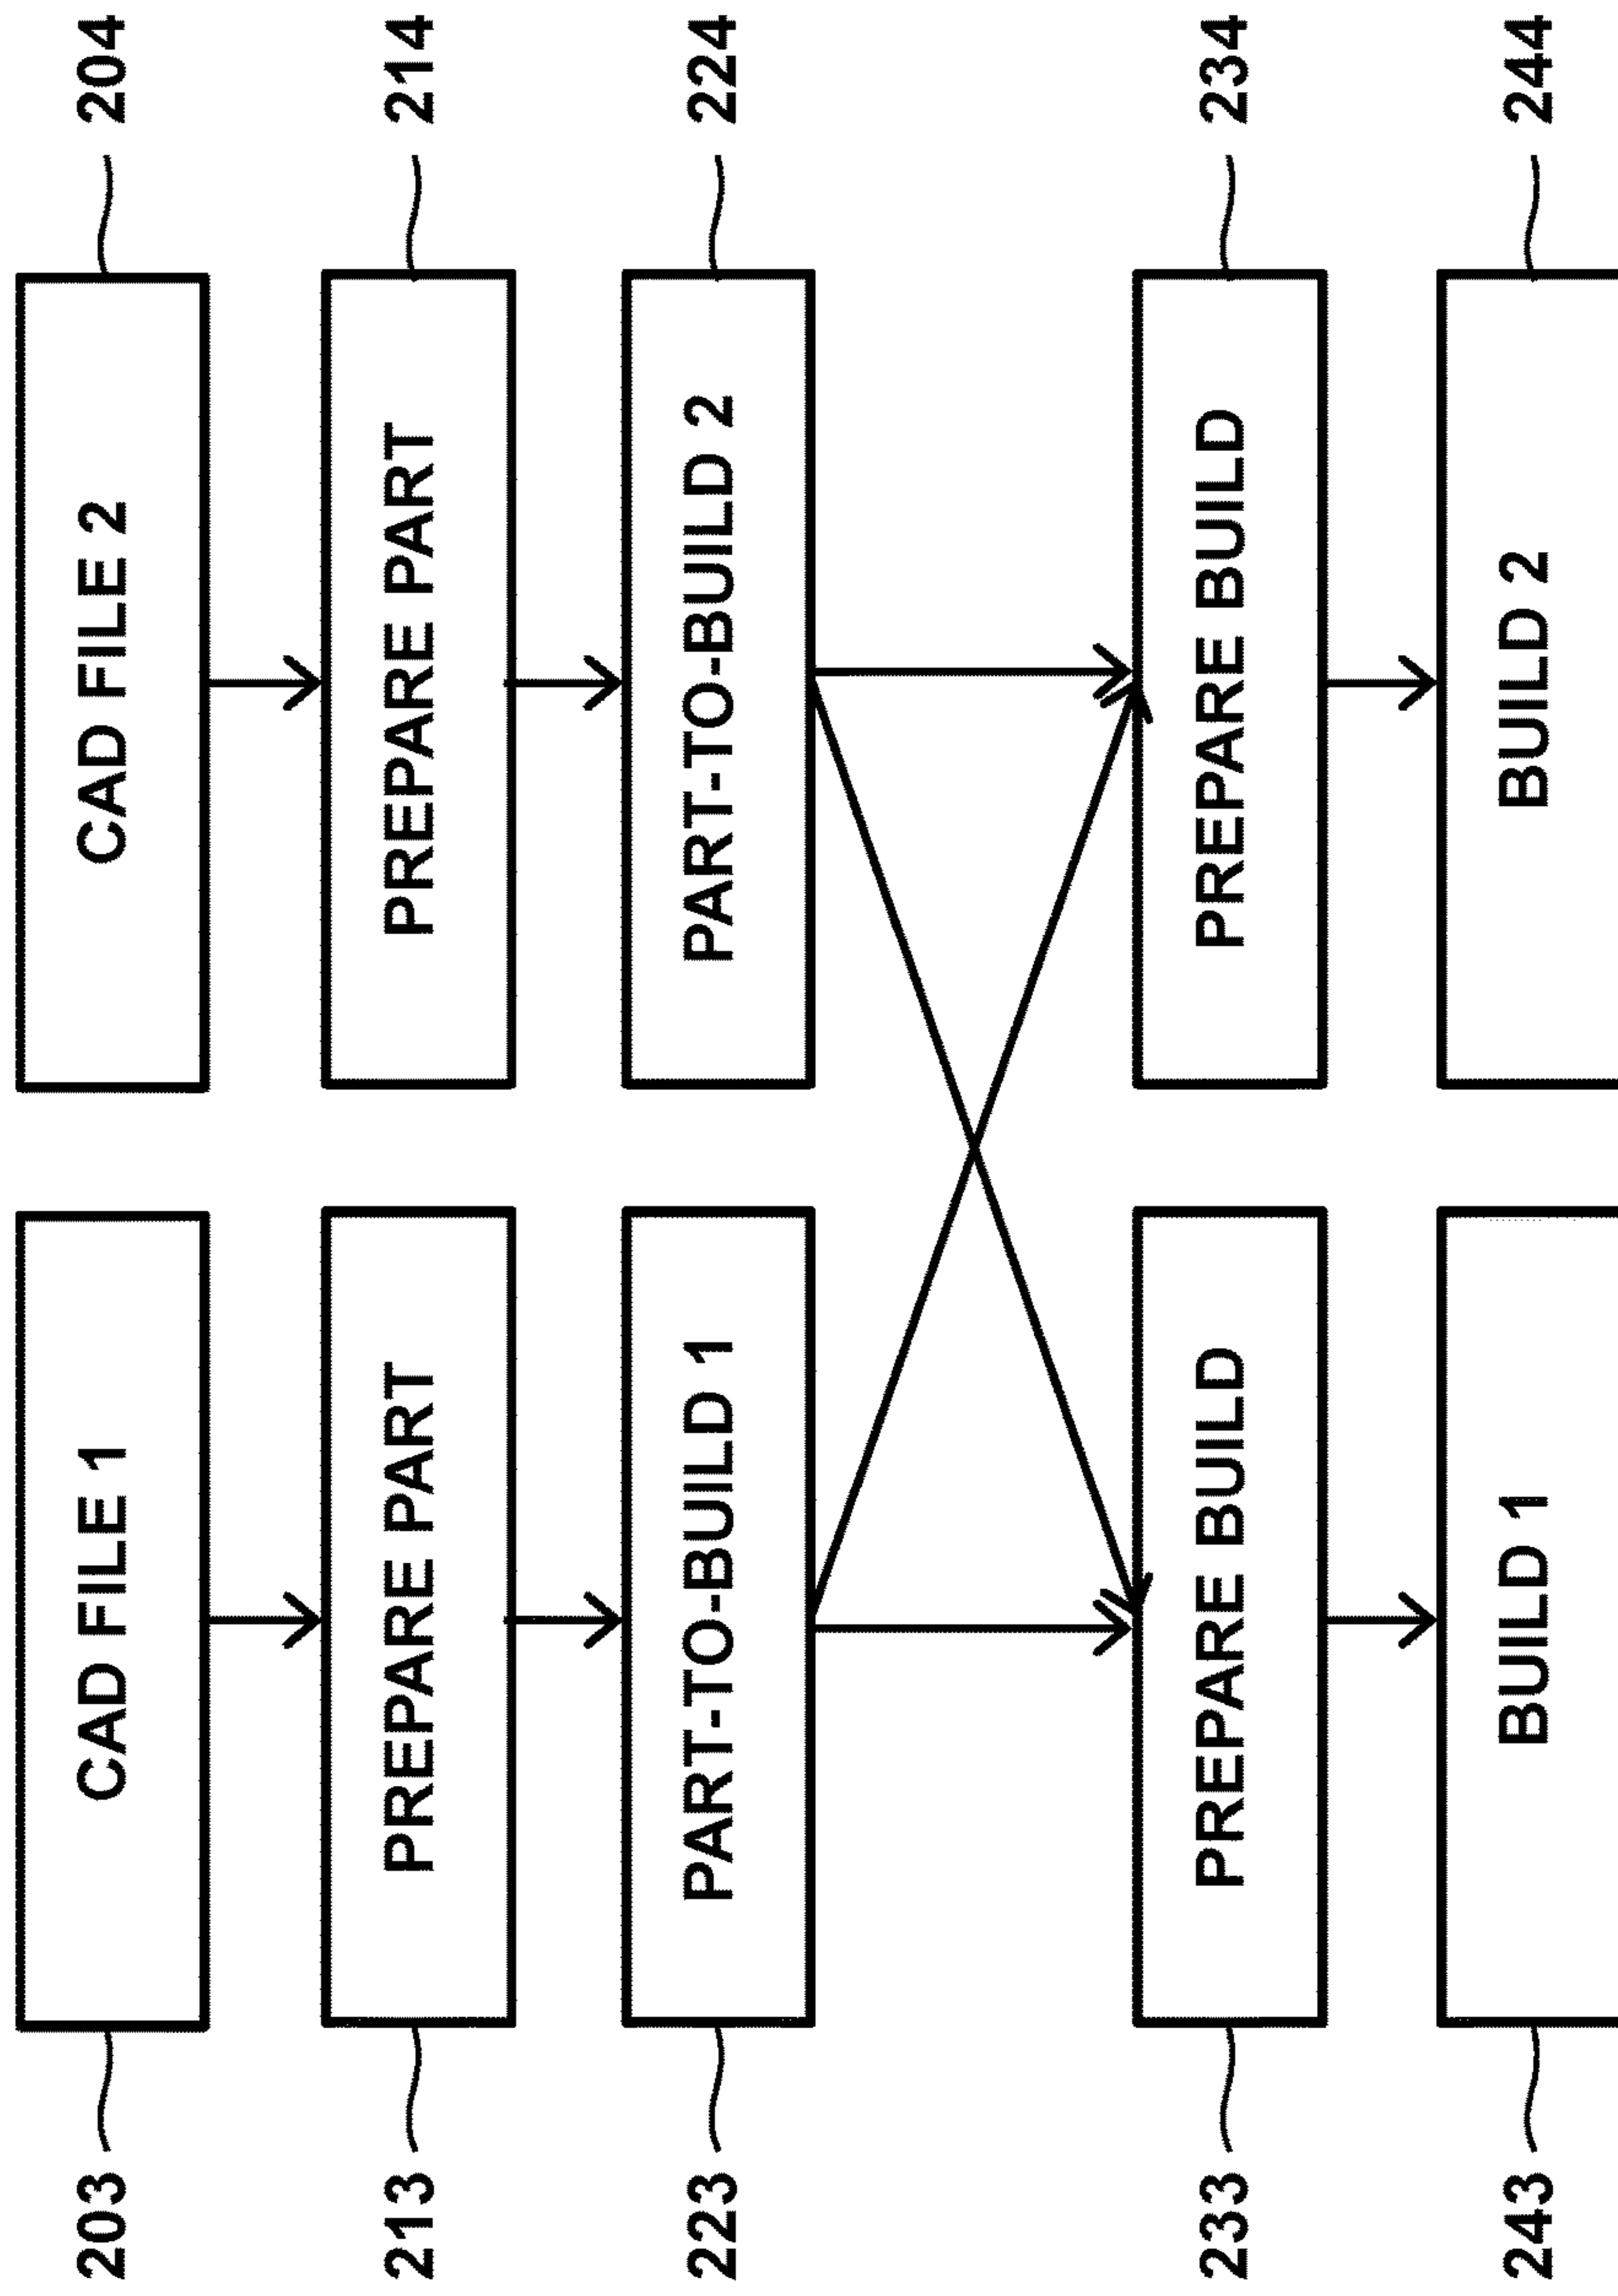 203 CAD FILE 1 CAD FILE 2 204
213 PREPARE PART PREPARE PART 214
223 PART-TO-BUILD 1 PART-TO-BUILD 2 224
233 PREPARE BUILD PREPARE BUILD 234
243 BUILD 1 BUILD 2 244